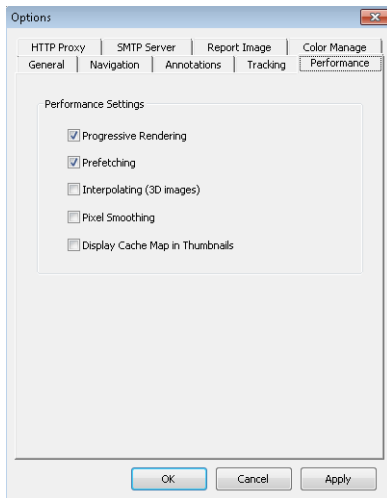 Options
HTTP Proxy SMTP Server Report Image Color Manage
General Navigation Annotations Tracking Performance
Performance Settings
Progressive Rendering
Prefetching
Interpolating (3D images)
Pixel Smoothing
Display Cache Map in Thumbnails
OK Cancel Apply